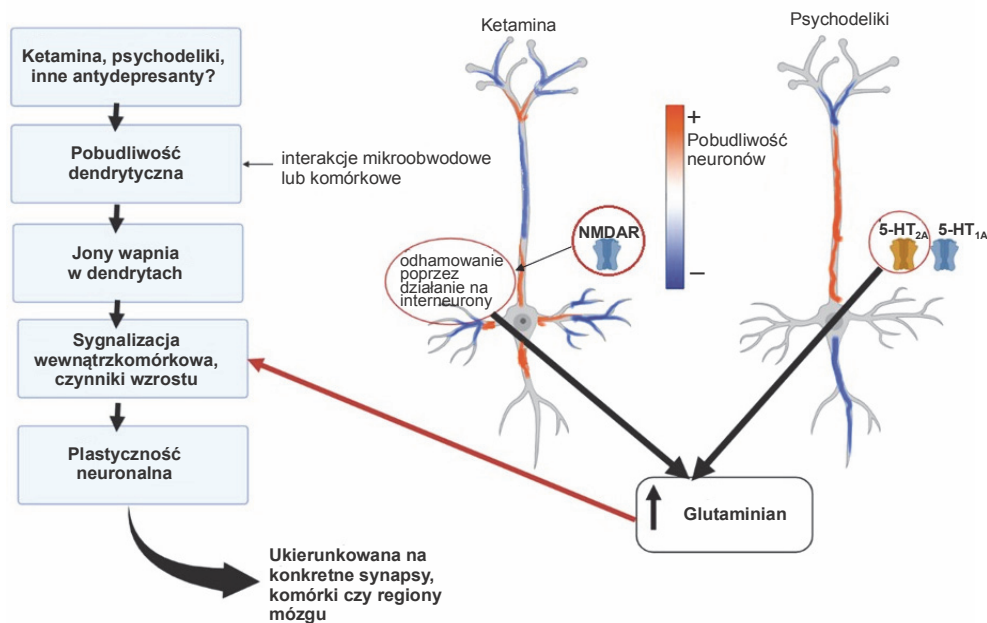 Ketamina, psychodeliki,
inne antydepresanty?
Pobudliwość
dendrytyczna
interakcje mikroobwodowe
lub komórkowe
Jony wapnia
w dendrytach
Sygnalizacja
wewnątrzkomórkowa,
czynniki wzrostu
Plastyczność
neuronalna
Ukierunkowana na
konkretne synapsy,
komórki czy regiony
mózgu
Ketamina
NMDAR
odhamowanie
poprzez
działanie na
interneurony
+
Pobudliwość
neuronów
–
Psychodeliki
5-HT2A 5-HT1A
Glutaminian